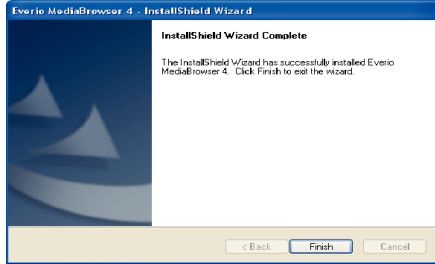 Everio MediaBrowser 4 - InstallShield Wizard
InstallShield Wizard Complete
The InstallShield Wizard has successfully installed Everio
MediaBrowser 4. Click Finish to exit the wizard.
< Back
Finish
Cancel